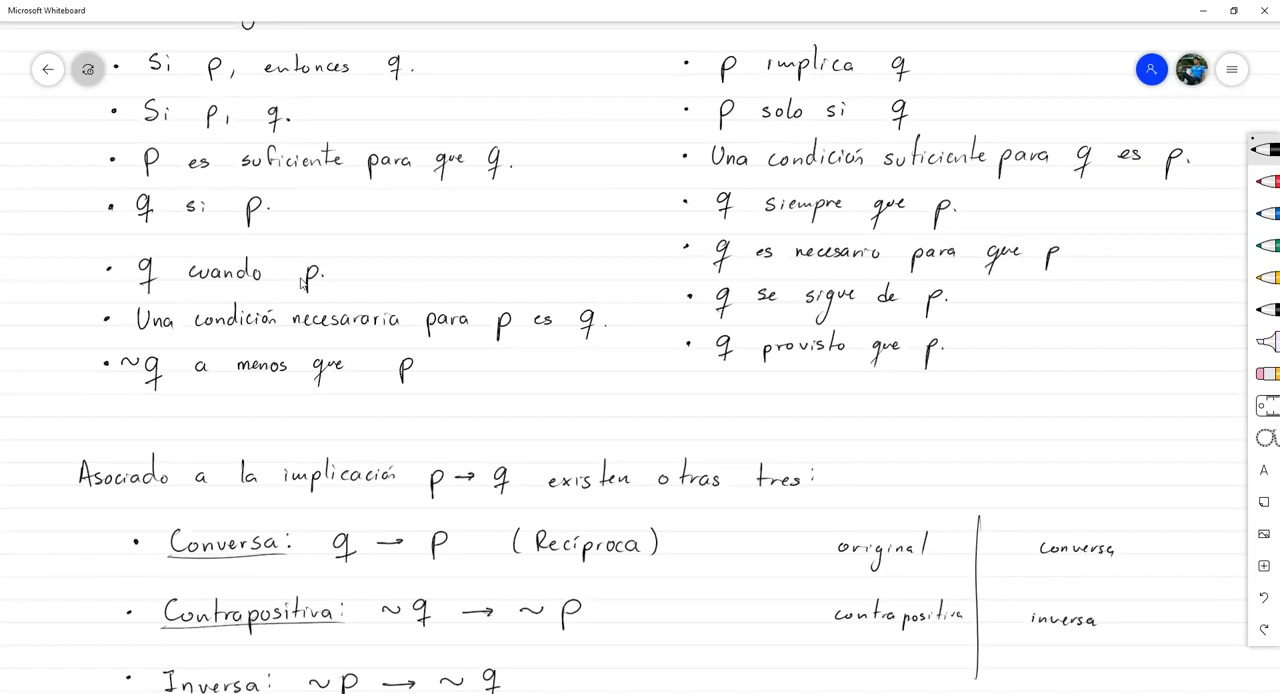 Microsoft Whiteboard
• Si p, entonces q.
• Si p, q.
• p es suficiente para que q.
• q si p.
• q cuando p.
• Una condición necesararia para p es q.
• ~q a menos que p
• p implica q
• p solo si q
• Una condición suficiente para q es p.
• q siempre que p.
• q es necesario para que p
• q se sigue de p.
• q provisto que p.
Asociado a la implicación p → q existen otras tres:
• Conversa: q → p (Recíproca)
• Contrapositiva: ~q → ~p
• Inversa: ~p → ~q
original conversa
contrapositiva inversa
A